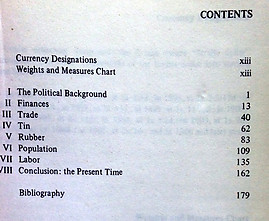 CONTENTS
Currency Designations xiii
Weights and Measures Chart xiii
I The Political Background 1
II Finances 13
III Trade 40
IV Tin 62
V Rubber 83
VI Population 109
VII Labor 135
VIII Conclusion: the Present Time 162
Bibliography 179